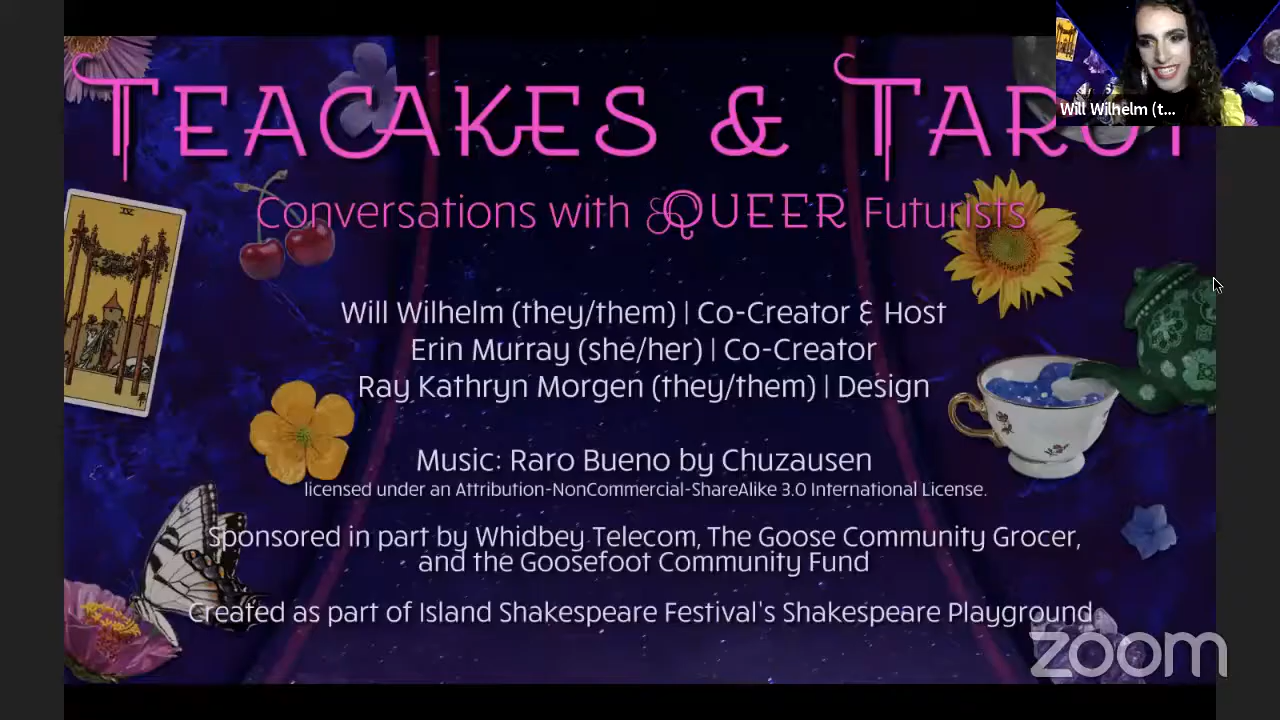 TEACAKES & TAROT
Will Wilhelm (t...
Conversations with QUEER Futurists
IV
Will Wilhelm (they/them) | Co-Creator & Host
Erin Murray (she/her) | Co-Creator
Ray Kathryn Morgen (they/them) | Design
Music: Raro Bueno by Chuzausen
licensed under an Attribution-NonCommercial-ShareAlike 3.0 International License.
Sponsored in part by Whidbey Telecom, The Goose Community Grocer,
and the Goosefoot Community Fund
Created as part of Island Shakespeare Festival's Shakespeare Playground
zoom